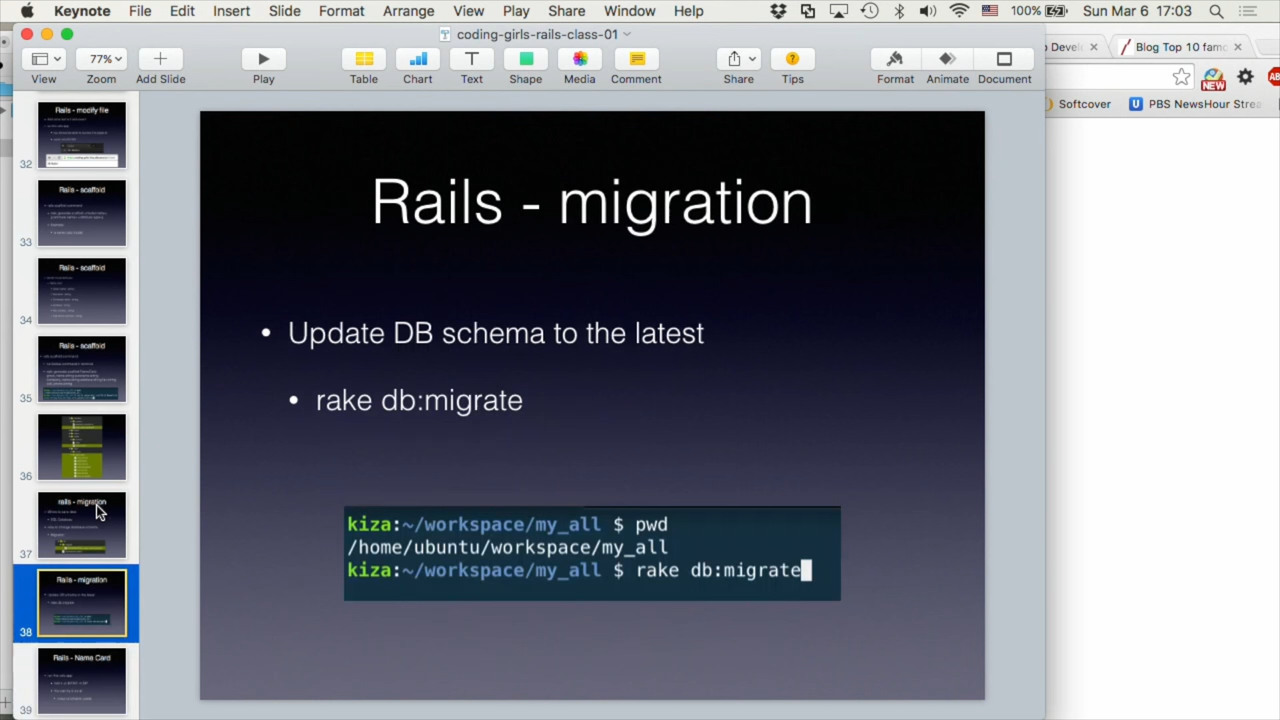 Keynote File Edit Insert Slide Format Arrange View Play Share Window Help 100% Sun Mar 6 17:03
coding-girls-rails-class-01
77%
View Zoom Add Slide Play Table Chart Text Shape Media Comment Share Tips Format Animate Document
Blog Top 10 famo
NEW
Softcover
U PBS NewsHour Strea
Rails - modify file
32
Rails - scaffold
33
Rails - scaffold
34
Rails - scaffold
35
36
rails - migration
37
Rails - migration
38
Rails - Name Card
39
Rails - migration
• Update DB schema to the latest
• rake db:migrate
kiza:~/workspace/my_all $ pwd
/home/ubuntu/workspace/my_all
kiza:~/workspace/my_all $ rake db:migrate